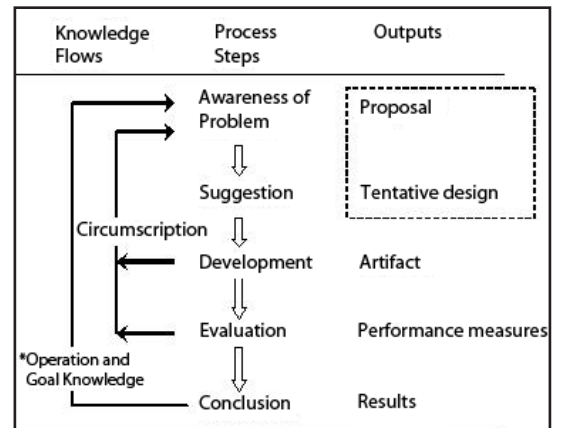 Knowledge Flows
Process Steps
Outputs
Awareness of Problem
Proposal
Suggestion
Tentative design
Circumscription
Development
Artifact
Evaluation
Performance measures
*Operation and Goal Knowledge
Conclusion
Results